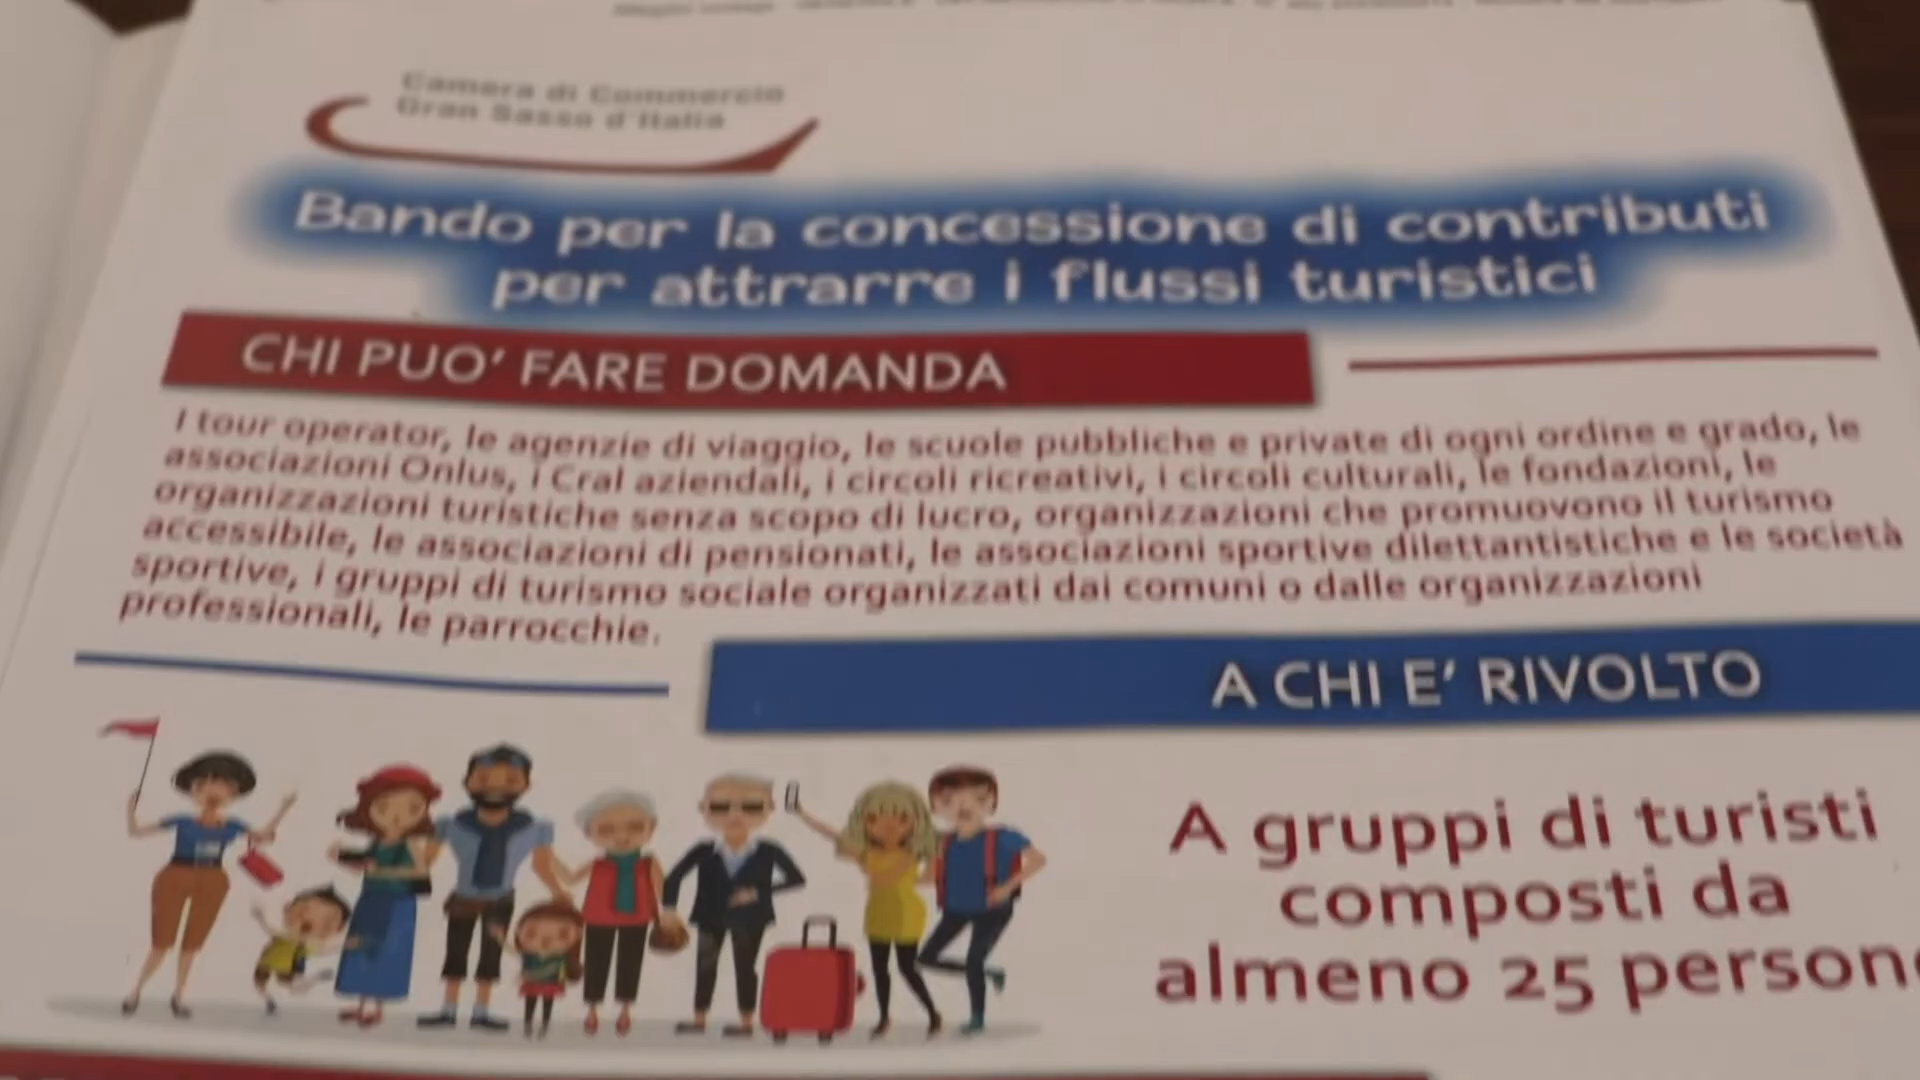 Camera di Commercio
Gran Sasso d'Italia
Bando per la concessione di contributi
per attrarre i flussi turistici
CHI PUO' FARE DOMANDA
I tour operator, le agenzie di viaggio, le scuole pubbliche e private di ogni ordine e grado, le
associazioni Onlus, i Cral aziendali, i circoli ricreativi, i circoli culturali, le fondazioni, le
organizzazioni turistiche senza scopo di lucro, organizzazioni che promuovono il turismo
accessibile, le associazioni di pensionati, le associazioni sportive dilettantistiche e le società
sportive, i gruppi di turismo sociale organizzati dai comuni o dalle organizzazioni
professionali, le parrocchie.
A CHI E' RIVOLTO
A gruppi di turisti
composti da
almeno 25 person